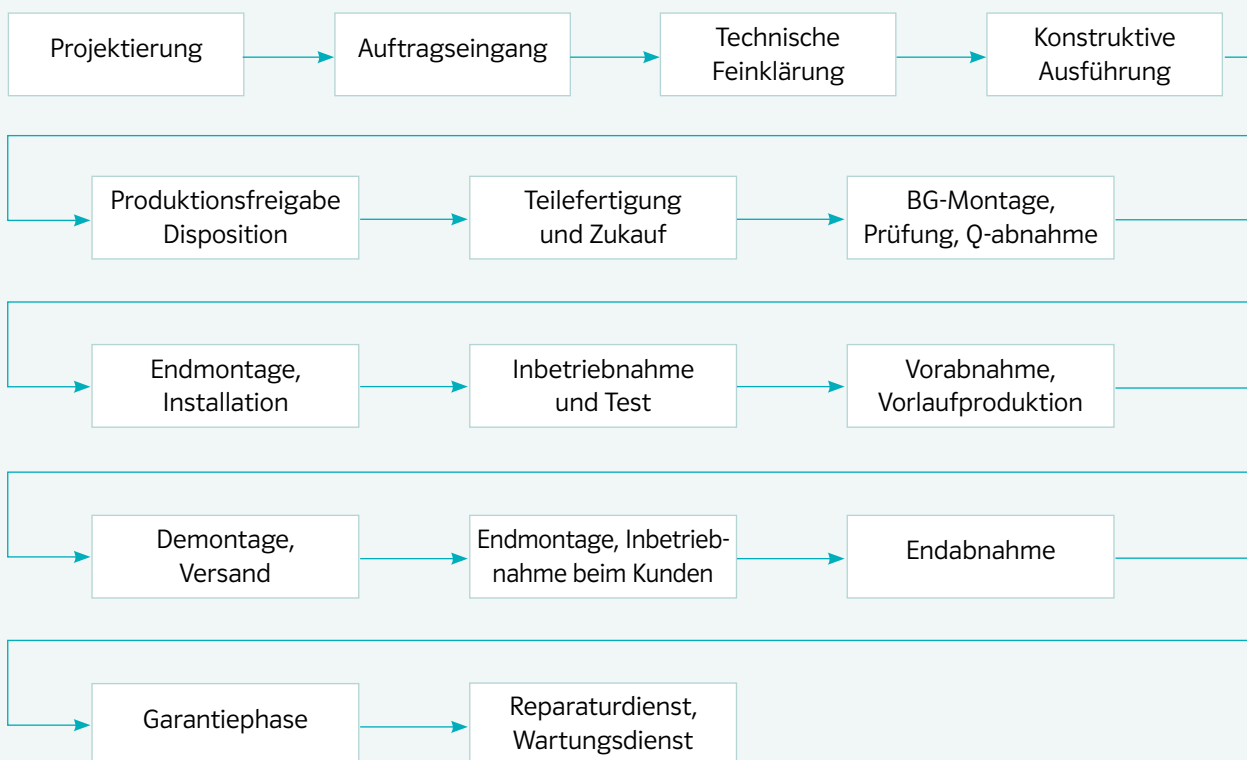 Projektierung
Auftragseingang
Technische
Feinklärung
Konstruktive
Ausführung
Produktionsfreigabe
Disposition
Teilefertigung
und Zukauf
BG-Montage,
Prüfung, Q-abnahme
Endmontage,
Installation
Inbetriebnahme
und Test
Vorabnahme,
Vorlaufproduktion
Demontage,
Versand
Endmontage, Inbetrieb-
nahme beim Kunden
Endabnahme
Garantiephase
Reparaturdienst,
Wartungsdienst